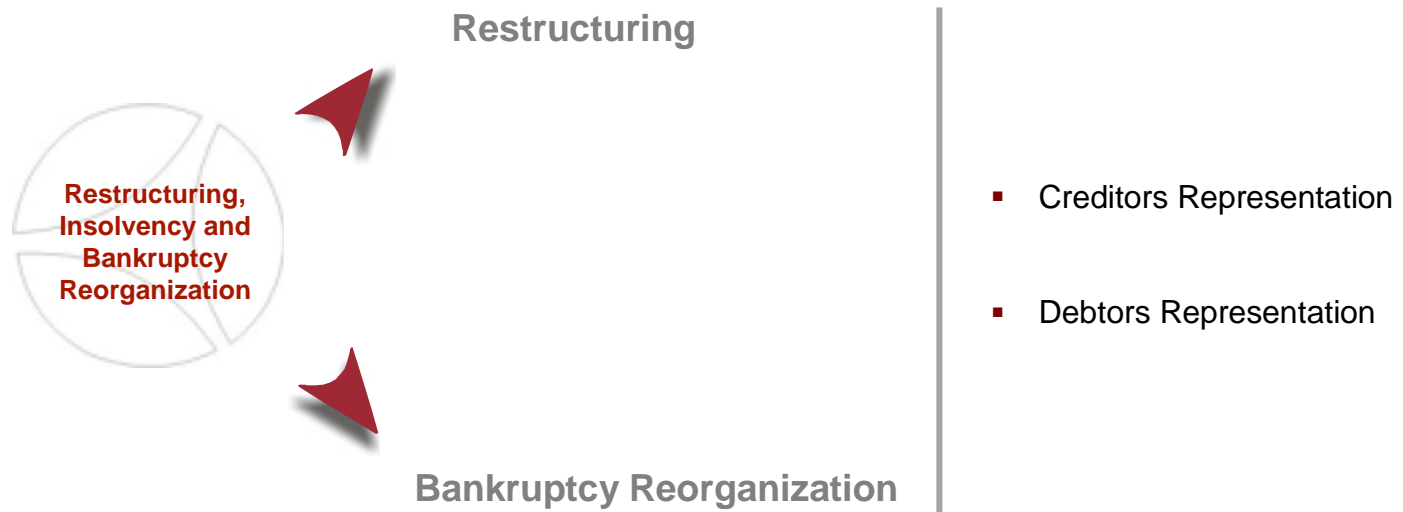 Restructuring
Restructuring,
Insolvency and
Bankruptcy
Reorganization
Bankruptcy Reorganization
▪ Creditors Representation
▪ Debtors Representation